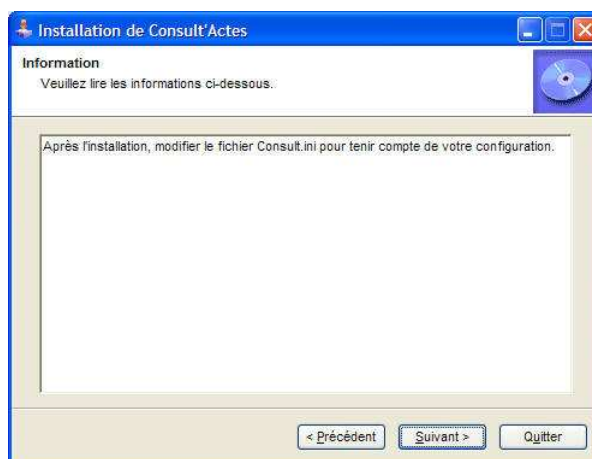 Installation de Consult'Actes
Information
Veuillez lire les informations ci-dessous.
Après l'installation, modifier le fichier Consult.ini pour tenir compte de votre configuration.
< Précédent
Suivant >
Quitter